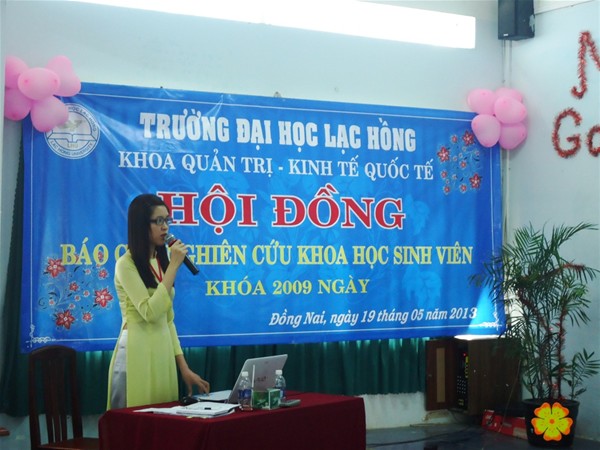 TRƯỜNG ĐẠI HỌC LẠC HỒNG
KHOA QUẢN TRỊ - KINH TẾ QUỐC TẾ
HỘI ĐỒNG
BÁO NGHIÊN CỨU KHOA HỌC SINH VIÊN
KHÓA 2009 NGÀY
Đồng Nai, ngày 19 tháng 05 năm 2013